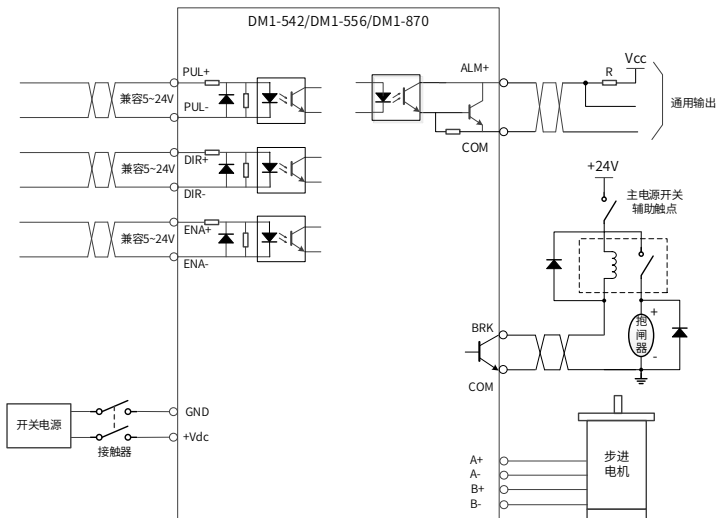 DM1-542/DM1-556/DM1-870
PUL+
兼容5~24V
PUL-
DIR+
兼容5~24V
DIR-
ENA+
兼容5~24V
ENA-
ALM+
COM
R
Vcc
通用输出
+24V
主电源开关
辅助触点
BRK
COM
+
抱
闸
器
-
开关电源
接触器
GND
+Vdc
A+
A-
B+
B-
步进
电机